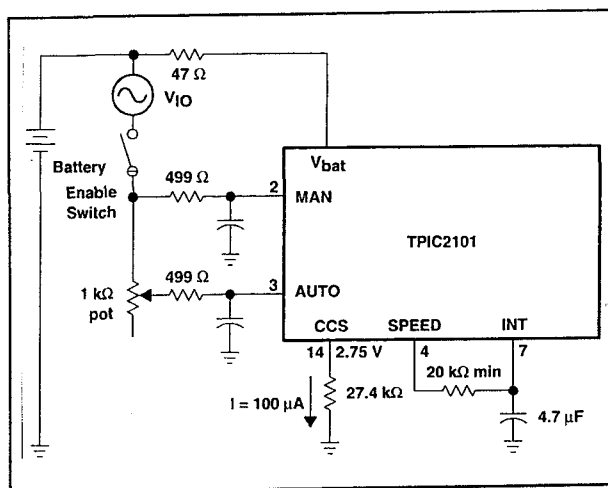 47 Ω
V_IO
Battery
Enable
Switch
499 Ω
2
V_bat
MAN
TPIC2101
1 kΩ
pot
499 Ω
3
AUTO
CCS
SPEED
INT
14
2.75 V
4
7
I = 100 μA
27.4 kΩ
20 kΩ min
4.7 μF